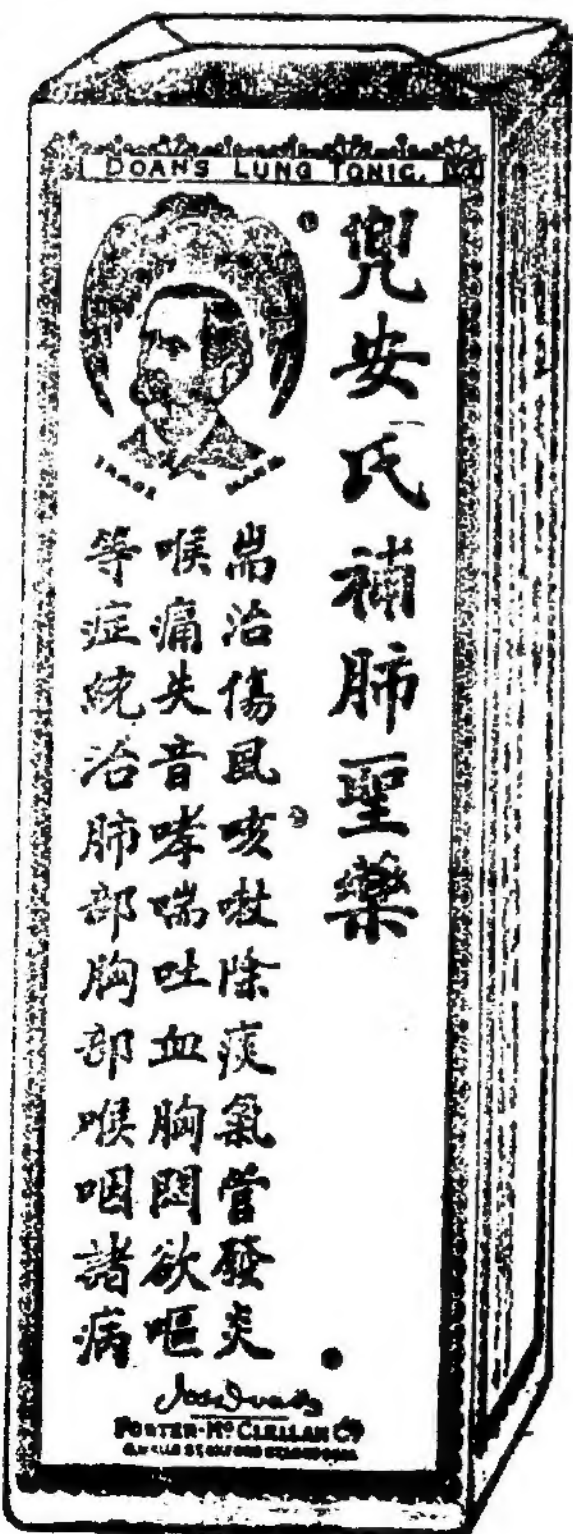 DOAN'S LUNG TONIC.
兜安氏補肺聖藥
TRADE MARK
耑治傷風咳嗽除痰氣管發炎
喉痛失音哮喘吐血胸悶欲嘔
等症統治肺部胸部喉咽諸病
FOSTER-MCCLELLAN CO